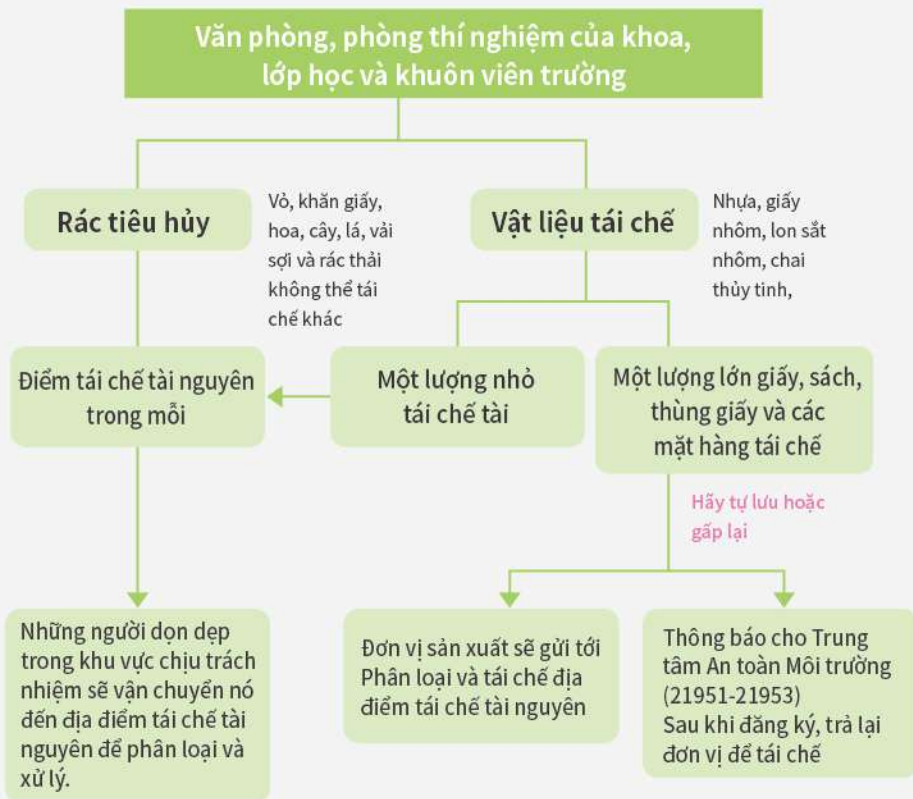 Văn phòng, phòng thí nghiệm của khoa,
lớp học và khuôn viên trường
Rác tiêu hủy
Vỏ, khăn giấy,
hoa, cây, lá, vải
sợi và rác thải
không thể tái
chế khác
Vật liệu tái chế
Nhựa, giấy
nhôm, lon sắt
nhôm, chai
thủy tinh,
Điểm tái chế tài nguyên
trong mỗi
Một lượng nhỏ
tái chế tài
Một lượng lớn giấy, sách,
thùng giấy và các
mặt hàng tái chế
Hãy tự lưu hoặc
gấp lại
Những người dọn dẹp
trong khu vực chịu trách
nhiệm sẽ vận chuyển nó
đến địa điểm tái chế tài
nguyên để phân loại và
xử lý.
Đơn vị sản xuất sẽ gửi tới
Phân loại và tái chế địa
điểm tái chế tài nguyên
Thông báo cho Trung
tâm An toàn Môi trường
(21951-21953)
Sau khi đăng ký, trả lại
đơn vị để tái chế